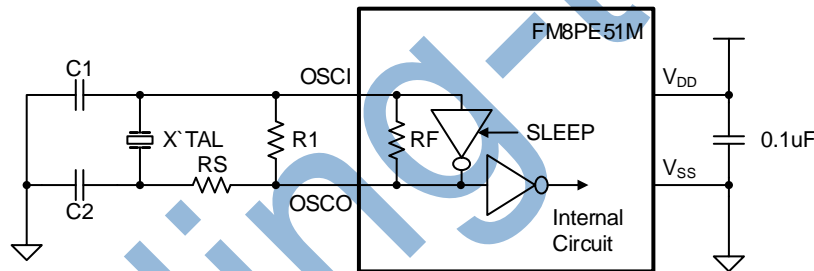 FM8PE51M
C1
OSCI
VDD
X`TAL
R1
RF
SLEEP
0.1uF
RS
VSS
C2
OSCO
Internal
Circuit